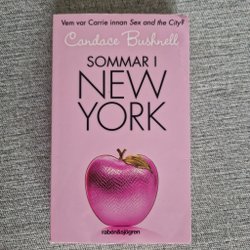 Vem var Carrie innan Sex and the City?
Candace Bushnell
SOMMAR I
NEW
YORK
rabén&sjögren